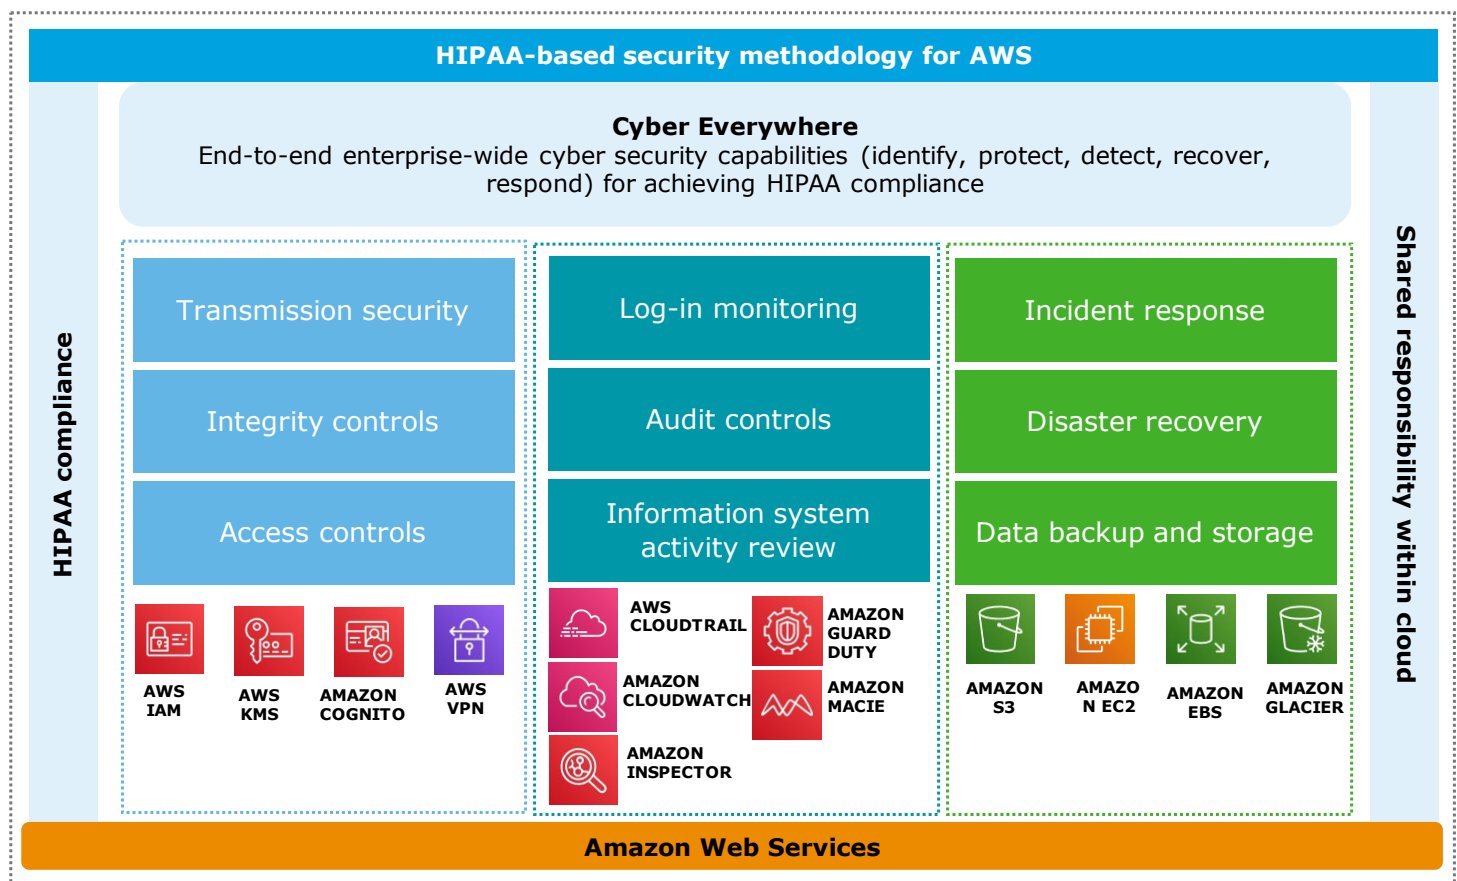 HIPAA-based security methodology for AWS
Cyber Everywhere
End-to-end enterprise-wide cyber security capabilities (identify, protect, detect, recover,
respond) for achieving HIPAA compliance
HIPAA compliance
Transmission security
Integrity controls
Access controls
AWS
IAM
AWS
KMS
AMAZON
COGNITO
AWS
VPN
Log-in monitoring
Audit controls
Information system
activity review
AWS
CLOUDTRAIL
AMAZON
GUARD
DUTY
AMAZON
CLOUDWATCH
AMAZON
MACIE
AMAZON
INSPECTOR
Incident response
Disaster recovery
Data backup and storage
AMAZON
S3
AMAZO
N EC2
AMAZON
EBS
AMAZON
GLACIER
Shared responsibility within cloud
Amazon Web Services